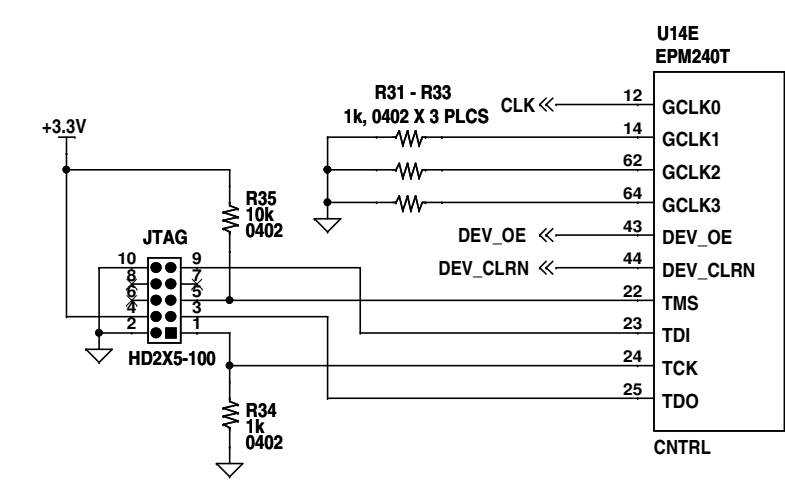 U14E
EPM240T
R31 - R33
1k, 0402 X 3 PLCS
CLK
12
GCLK0
+3.3V
14
GCLK1
62
GCLK2
64
GCLK3
R35
10k
0402
DEV_OE
43
DEV_OE
JTAG
DEV_CLRN
44
DEV_CLRN
10
9
8
7
6
5
22
TMS
4
3
2
1
23
TDI
HD2X5-100
24
TCK
25
TDO
R34
1k
0402
CNTRL